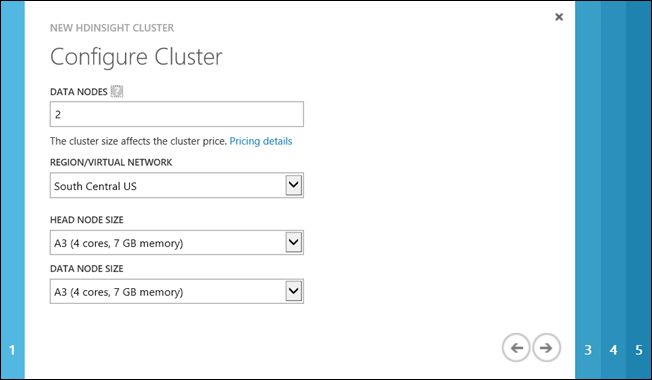 NEW HDINSIGHT CLUSTER
Configure Cluster
DATA NODES ?
2
The cluster size affects the cluster price. Pricing details
REGION/VIRTUAL NETWORK
South Central US
HEAD NODE SIZE
A3 (4 cores, 7 GB memory)
DATA NODE SIZE
A3 (4 cores, 7 GB memory)
1
3 4 5